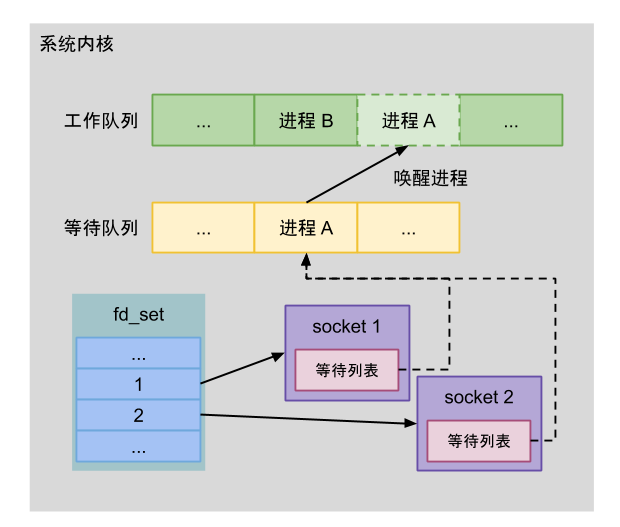 系统内核
工作队列
...
进程 B
进程 A
...
唤醒进程
等待队列
...
进程 A
...
fd_set
...
1
2
...
socket 1
等待列表
socket 2
等待列表